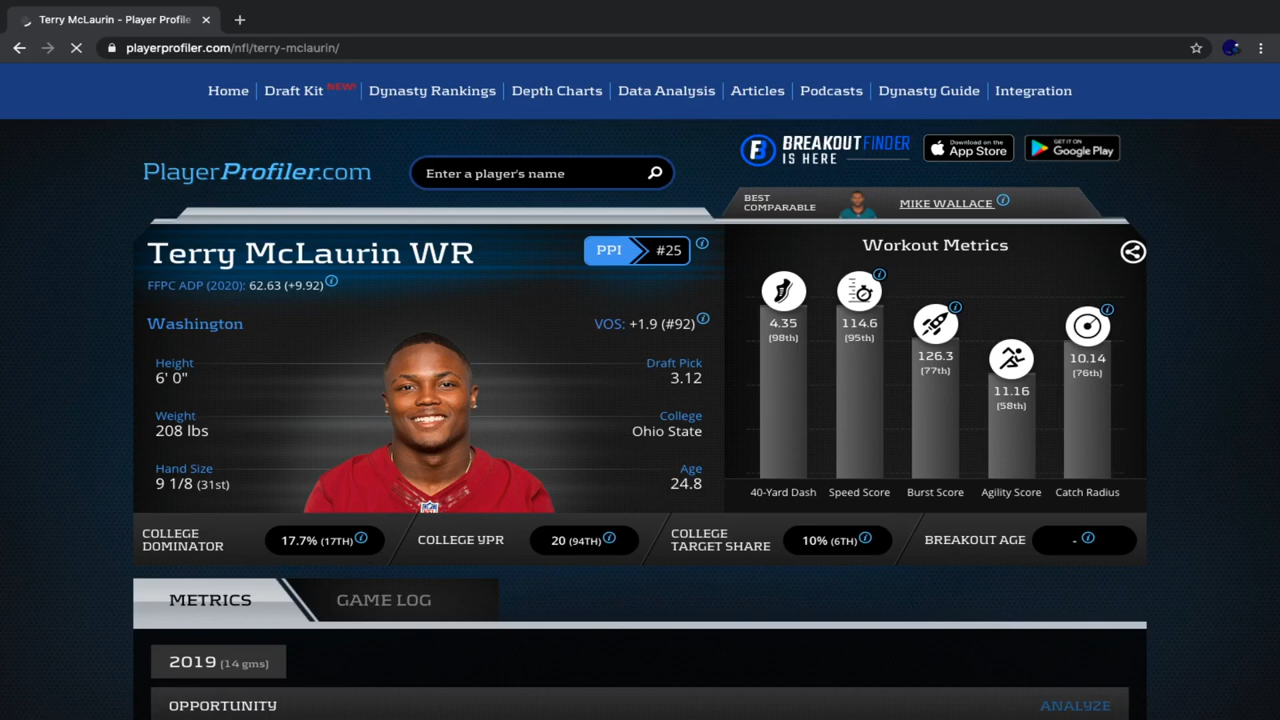 Terry McLaurin - Player Profile
playerprofiler.com/nfl/terry-mclaurin/
Home
Draft Kit NEW!
Dynasty Rankings
Depth Charts
Data Analysis
Articles
Podcasts
Dynasty Guide
Integration
PlayerProfiler.com
Enter a player's name
BREAKOUTFINDER
IS HERE
Download on the
App Store
GET IT ON
Google Play
BEST
COMPARABLE
MIKE WALLACE
Terry McLaurin WR
PPI #25
FFPC ADP (2020): 62.63 (+9.92)
Washington
VOS: +1.9 (#92)
Height
6' 0"
Draft Pick
3.12
Weight
208 lbs
College
Ohio State
Hand Size
9 1/8 (31st)
Age
24.8
NFL
Workout Metrics
4.35
(98th)
114.6
(95th)
126.3
(77th)
11.16
(58th)
10.14
(76th)
40-Yard Dash
Speed Score
Burst Score
Agility Score
Catch Radius
COLLEGE
DOMINATOR
17.7% (17TH)
COLLEGE YPR
20 (94TH)
COLLEGE
TARGET SHARE
10% (6TH)
BREAKOUT AGE
-
METRICS
GAME LOG
2019 (14 gms)
OPPORTUNITY
ANALYZE